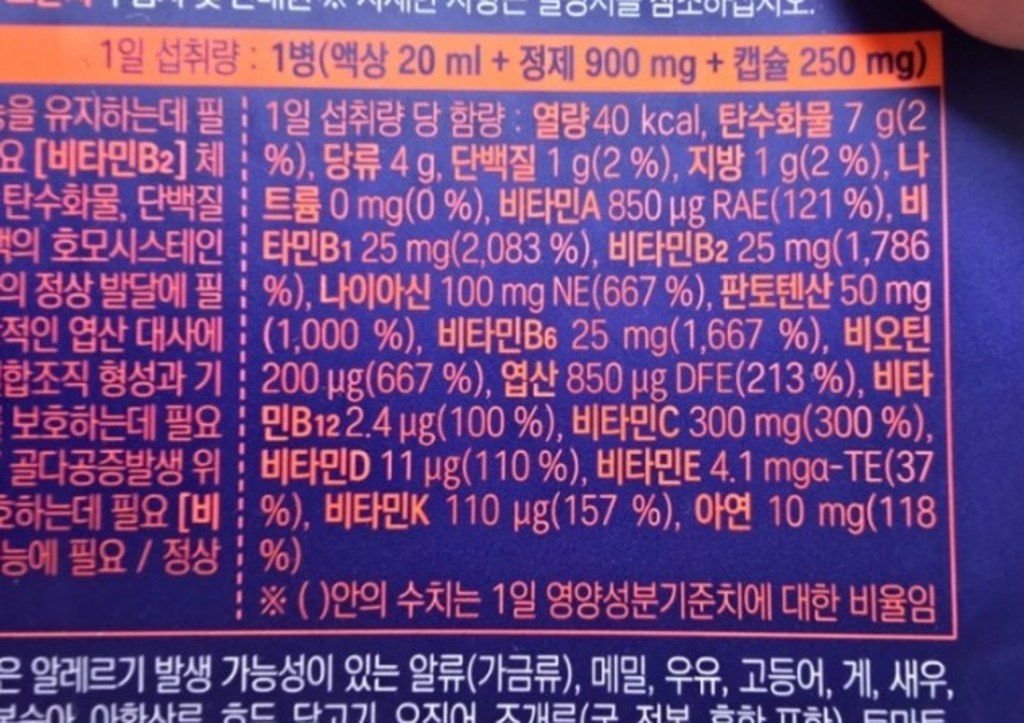 1일 섭취량 : 1병(액상 20 ml + 정제 900 mg + 캡슐 250 mg)
유지하는데 필
[비타민B2] 체
탄수화물, 단백질
호모시스테인
의 정상 발달에 필
적인 엽산 대사에
합조직 형성과 기
보호하는데 필요
골다공증발생 위
호하는데 필요 [비
능에 필요 / 정상
1일 섭취량 당 함량 : 열량 40 kcal, 탄수화물 7 g(2
%), 당류 4 g, 단백질 1 g(2 %), 지방 1 g(2 %), 나
트륨 0 mg(0 %), 비타민A 850 μg RAE(121 %), 비
타민B1 25 mg(2,083 %), 비타민B2 25 mg(1,786
%), 나이아신 100 mg NE(667 %), 판토텐산 50 mg
(1,000 %), 비타민B6 25 mg(1,667 %), 비오틴
200 μg(667 %), 엽산 850 μg DFE(213 %), 비타
민B12 2.4 μg(100 %), 비타민C 300 mg(300 %),
비타민D 11 μg(110 %), 비타민E 4.1 mgα-TE(37
%), 비타민K 110 μg(157 %), 아연 10 mg(118
%)
※ ( )안의 수치는 1일 영양성분기준치에 대한 비율임
은 알레르기 발생 가능성이 있는 알류(가금류), 메밀, 우유, 고등어, 게, 새우,